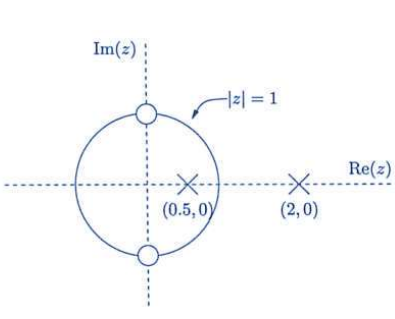 Im(z)
|z| = 1
Re(z)
(0.5, 0)
(2, 0)